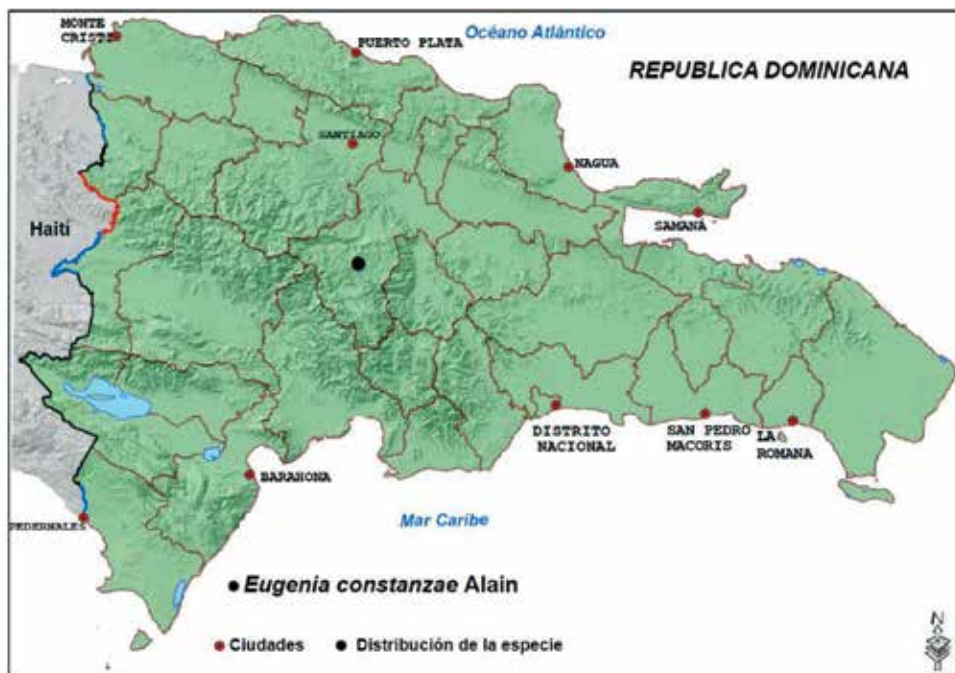 MONTE
CRISTI
PUERTO PLATA
Océano Atlántico
REPUBLICA DOMINICANA
SANTIAGO
NAGUA
SAMANÁ
Haití
DISTRITO
NACIONAL
SAN PEDRO
MACORIS
LA
ROMANA
BARAHONA
PEDERNALES
Mar Caribe
● Eugenia constanzae Alain
Ciudades
Distribución de la especie
N